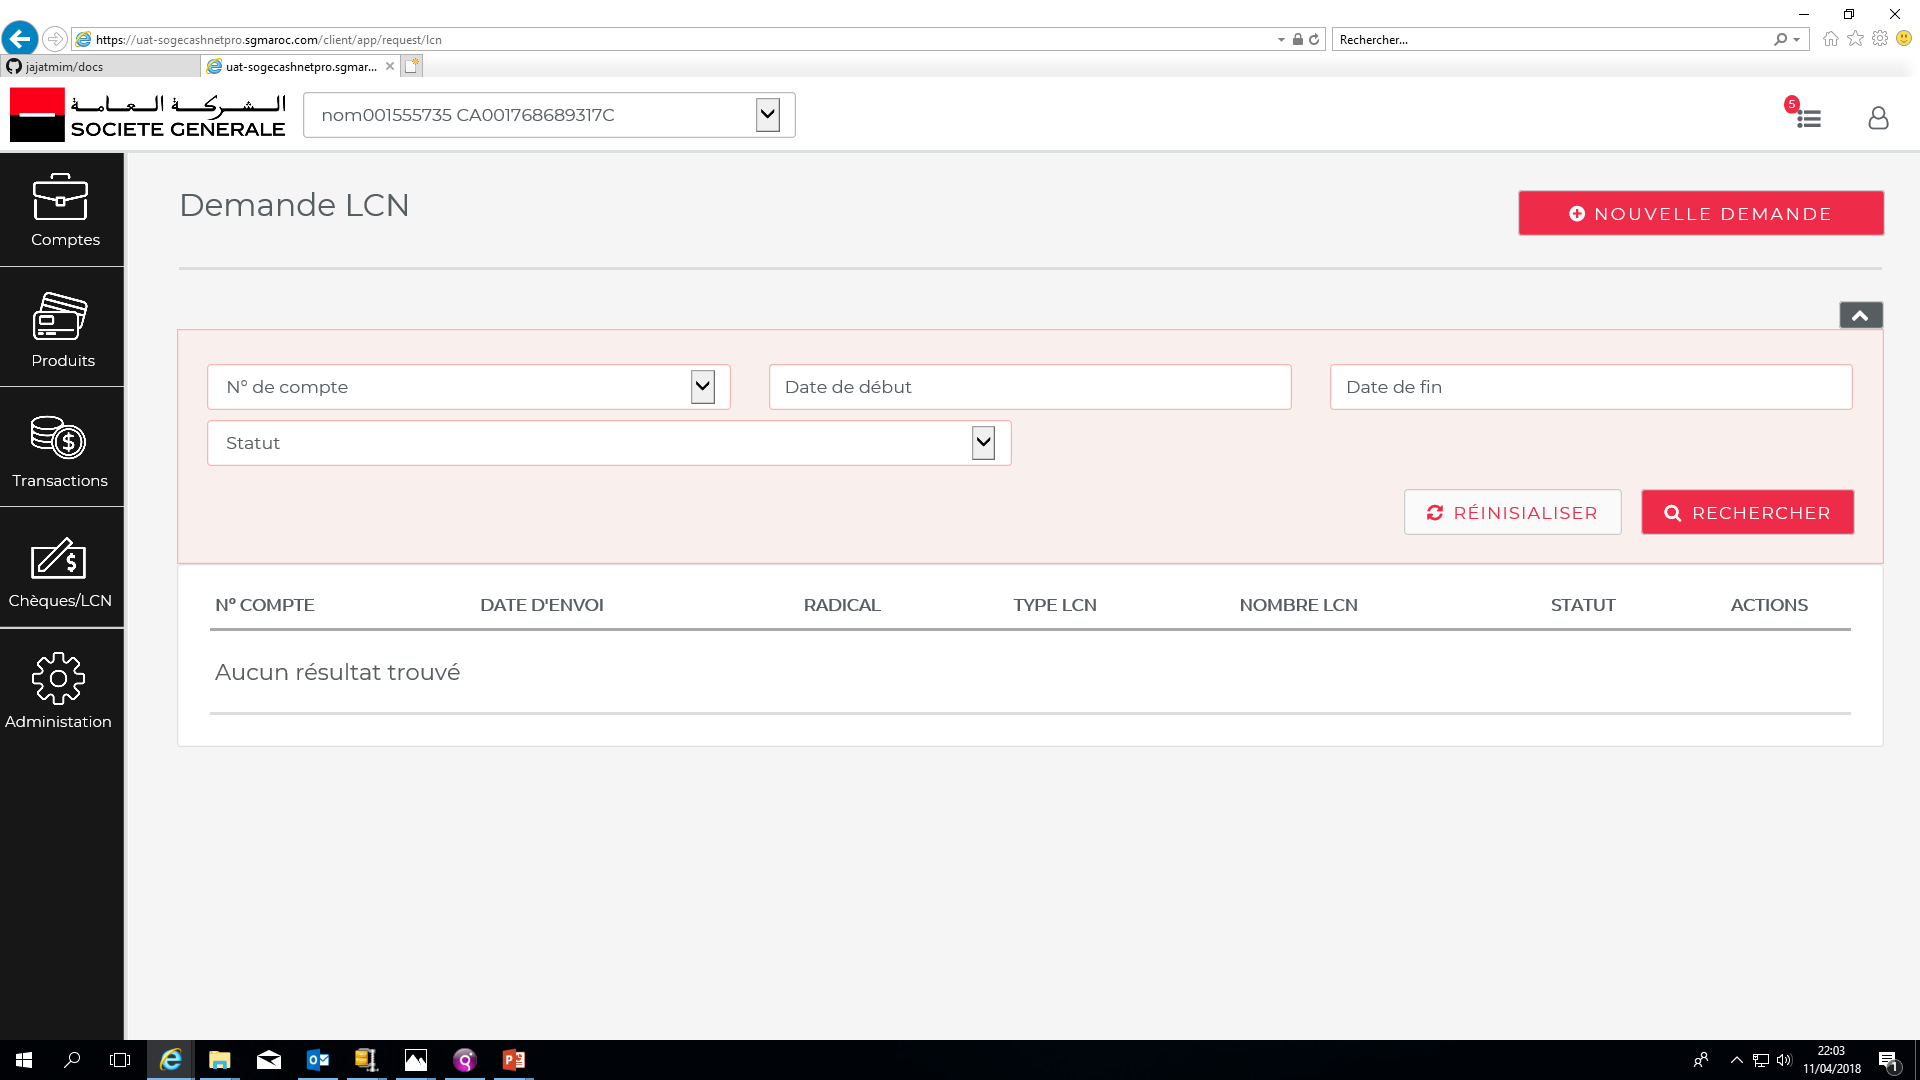 https://uat-sogecashnetpro.sgmaroc.com/client/app/request/lcn
Rechercher...
jajatmim/docs
uat-sogecashnetpro.sgmar...
الشركة العامة
SOCIETE GENERALE
nom001555735 CA001768689317C
5
Comptes
Produits
Transactions
Chèques/LCN
Administation
Demande LCN
NOUVELLE DEMANDE
N° de compte
Date de début
Date de fin
Statut
RÉINISIALISER
RECHERCHER
N° COMPTE DATE D'ENVOI RADICAL TYPE LCN NOMBRE LCN STATUT ACTIONS
Aucun résultat trouvé
22:03
11/04/2018
1